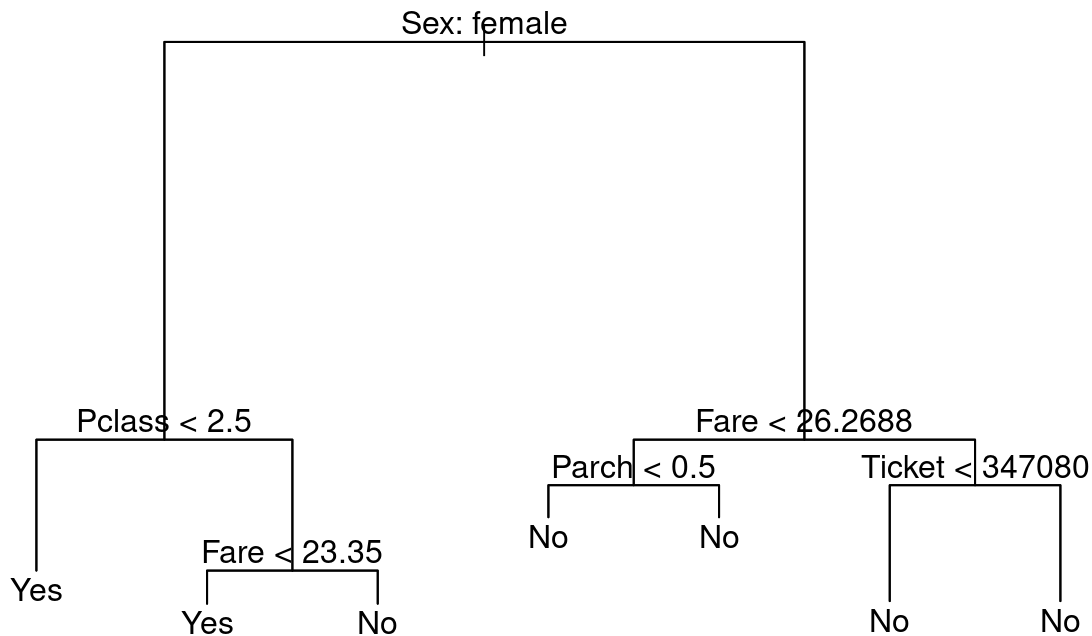 Sex: female
Pclass < 2.5
Fare < 26.2688
Parch < 0.5
Ticket < 347080
No
No
Fare < 23.35
Yes
Yes
No
No
No